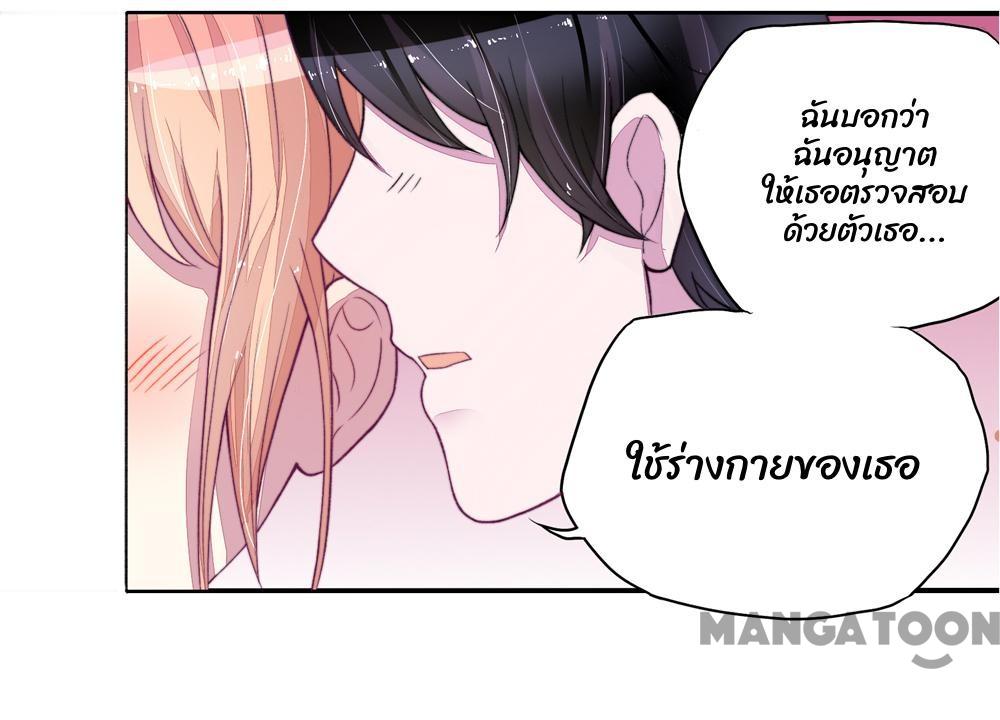 ฉันบอกว่า
ฉันอนุญาต
ให้เธอตรวจสอบ
ด้วยตัวเธอ...
ใช้ร่างกายของเธอ
MANGATOON